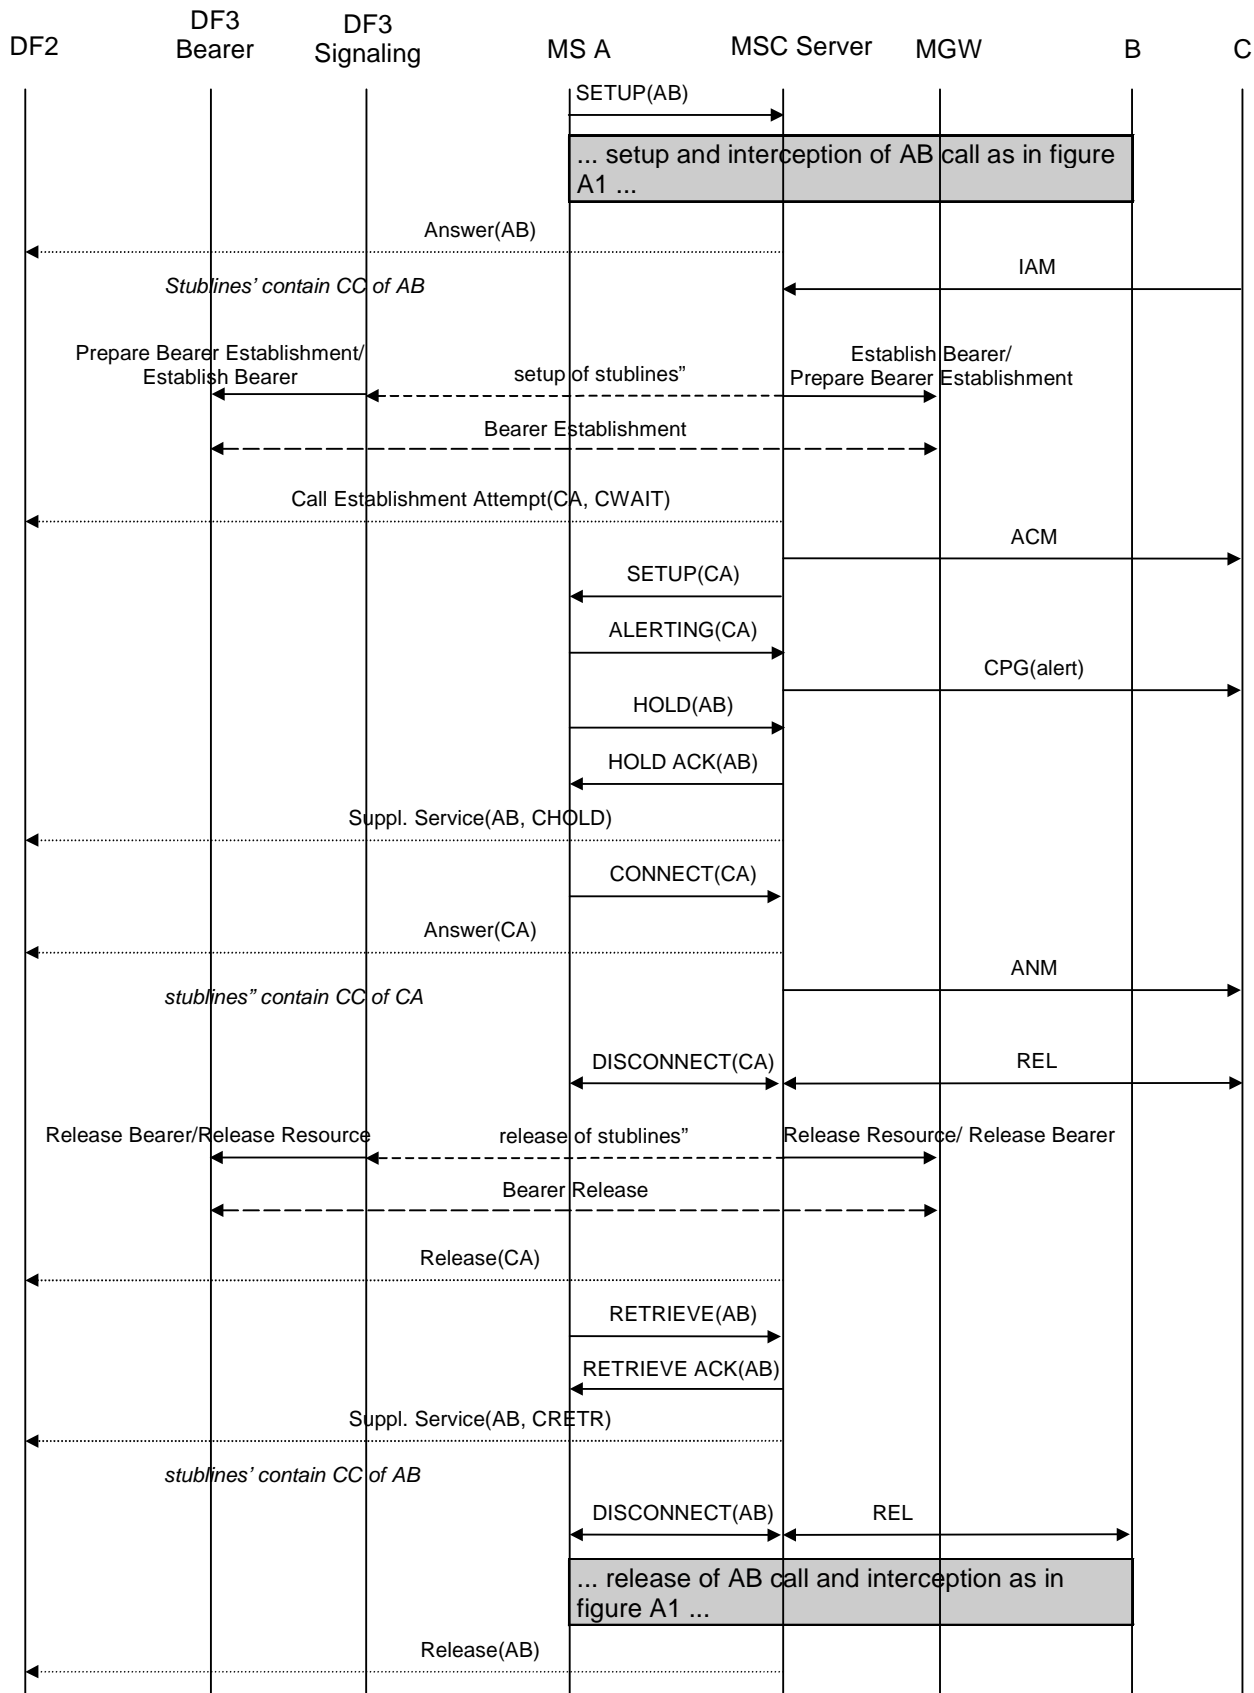 DF2
DF3
Bearer
DF3
Signaling
MS A
MSC Server
MGW
B
C
SETUP(AB)
... setup and interception of AB call as in figure
A1 ...
Answer(AB)
IAM
Stublines’ contain CC of AB
Prepare Bearer Establishment/
Establish Bearer
setup of stublines”
Establish Bearer/
Prepare Bearer Establishment
Bearer Establishment
Call Establishment Attempt(CA, CWAIT)
ACM
SETUP(CA)
ALERTING(CA)
CPG(alert)
HOLD(AB)
HOLD ACK(AB)
Suppl. Service(AB, CHOLD)
CONNECT(CA)
Answer(CA)
ANM
stublines” contain CC of CA
DISCONNECT(CA)
REL
Release Bearer/Release Resource
release of stublines”
Release Resource/ Release Bearer
Bearer Release
Release(CA)
RETRIEVE(AB)
RETRIEVE ACK(AB)
Suppl. Service(AB, CRETR)
stublines’ contain CC of AB
DISCONNECT(AB)
REL
... release of AB call and interception as in
figure A1 ...
Release(AB)